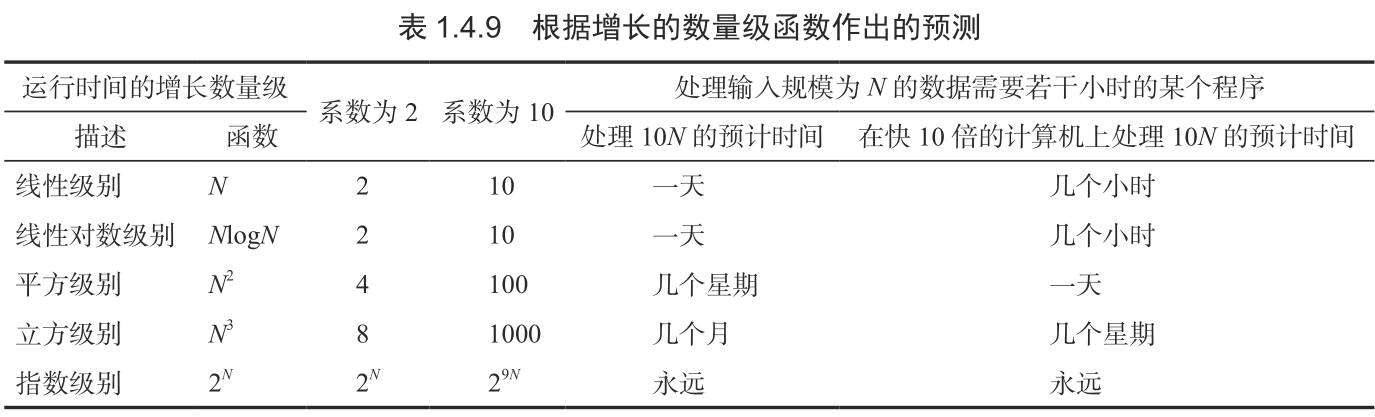 表 1.4.9 根据增长的数量级函数作出的预测
运行时间的增长数量级 系数为 2 系数为 10 处理输入规模为 N 的数据需要若干小时的某个程序
描述 函数 处理 10N 的预计时间 在快 10 倍的计算机上处理 10N 的预计时间
线性级别 N 2 10 一天 几个小时
线性对数级别 NlogN 2 10 一天 几个小时
平方级别 N² 4 100 几个星期 一天
立方级别 N³ 8 1000 几个月 几个星期
指数级别 2ᴺ 2ᴺ 2⁹ᴺ 永远 永远